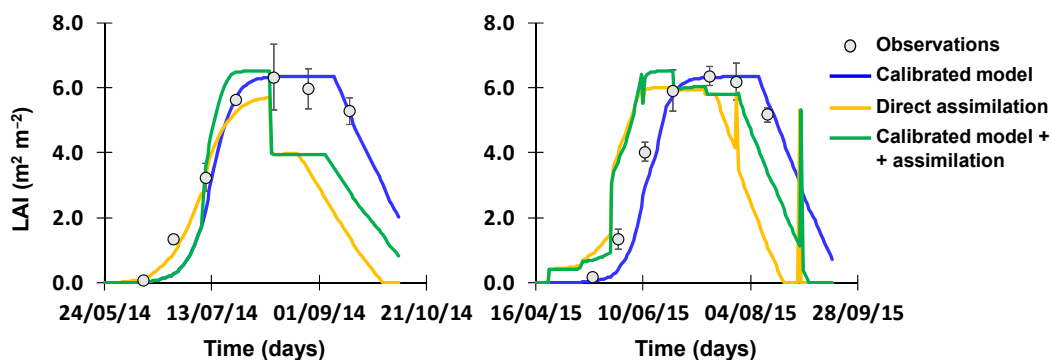 8.0
6.0
4.0
2.0
0.0
LAI (m² m⁻²)
24/05/14 13/07/14 01/09/14 21/10/14
Time (days)
8.0
6.0
4.0
2.0
0.0
16/04/15 10/06/15 04/08/15 28/09/15
Time (days)
Observations
Calibrated model
Direct assimilation
Calibrated model +
+ assimilation